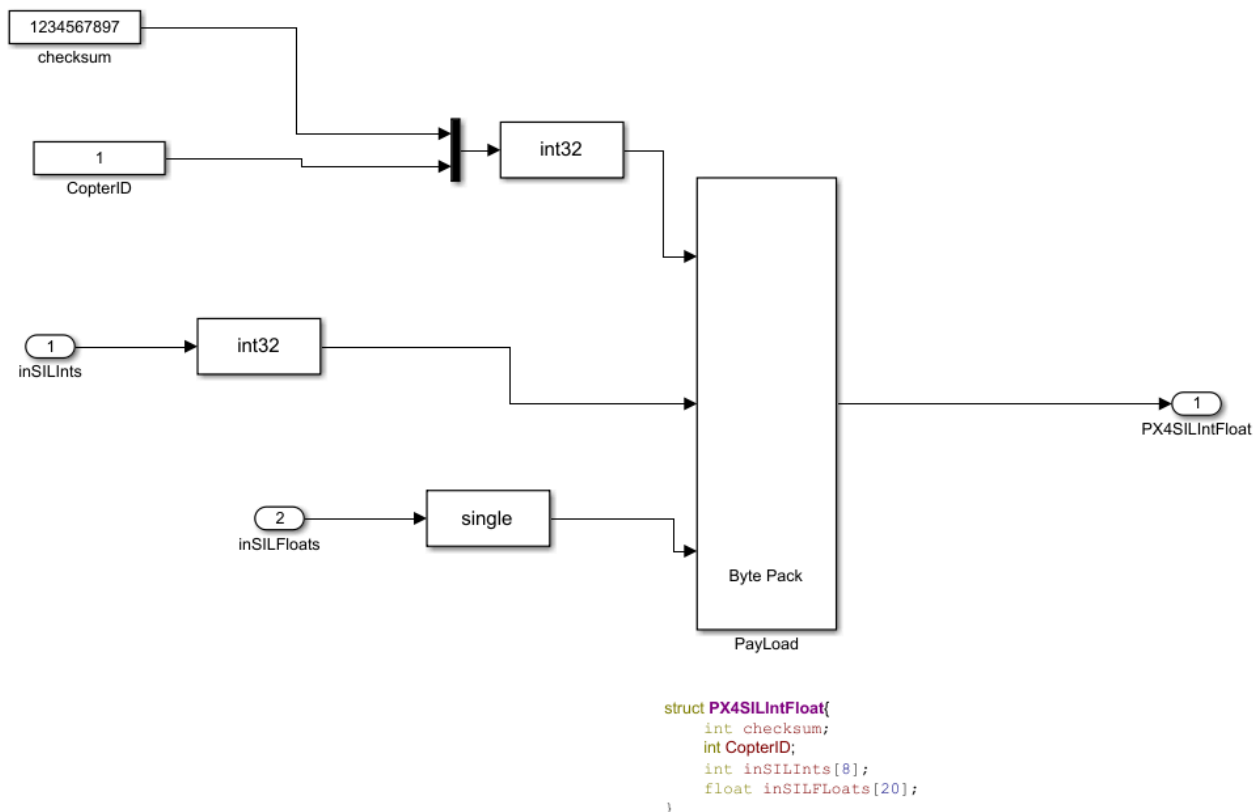 1234567897
checksum
1
CopterID
int32
1
inSILInts
int32
2
inSILFloats
single
Byte Pack
PayLoad
1
PX4SILIntFloat
struct PX4SILIntFloat{
int checksum;
int CopterID;
int inSILInts[8];
float inSILFLoats[20];
}